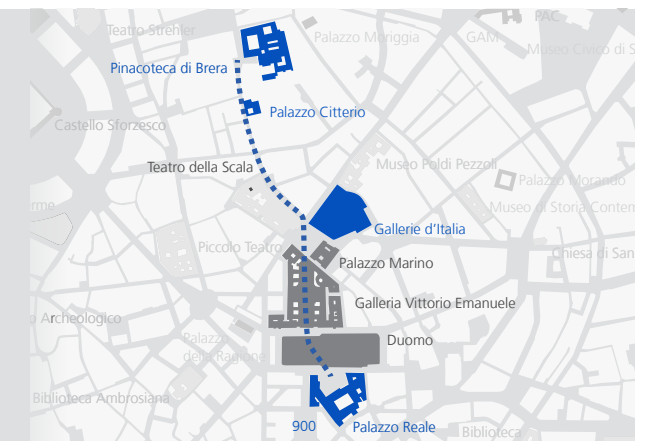 Teatro Strehler
PAC
Palazzo Moriggia
GAM
Museo Civico di S
Pinacoteca di Brera
Palazzo Citterio
Castello Sforzesco
Teatro della Scala
Museo Poldi Pezzoli
Palazzo Morando
rme
Museo di Storia Contem
Gallerie d'Italia
Piccolo Teatro
Chiesa di San
Palazzo Marino
Galleria Vittorio Emanuele
a Archeologico
Palazzo
della Ragione
Duomo
Biblioteca Ambrosiana
900
Palazzo Reale
Biblioteca